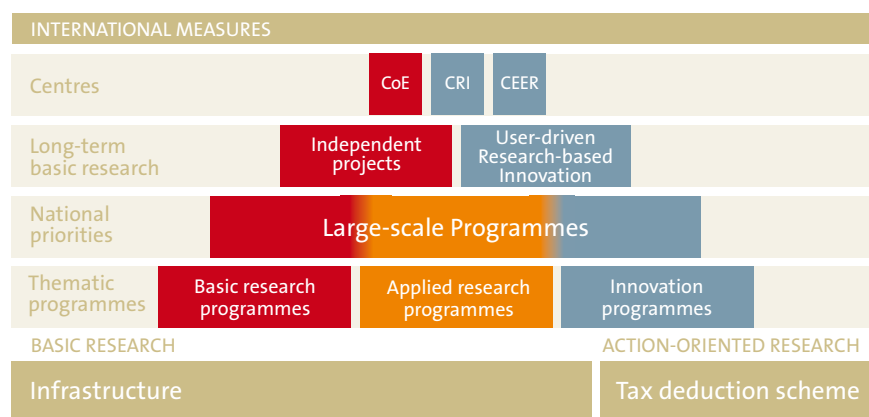 INTERNATIONAL MEASURES
Centres
CoE
CRI
CEER
Long-term
basic research
Independent
projects
User-driven
Research-based
Innovation
National
priorities
Large-scale Programmes
Thematic
programmes
Basic research
programmes
Applied research
programmes
Innovation
programmes
BASIC RESEARCH
ACTION-ORIENTED RESEARCH
Infrastructure
Tax deduction scheme